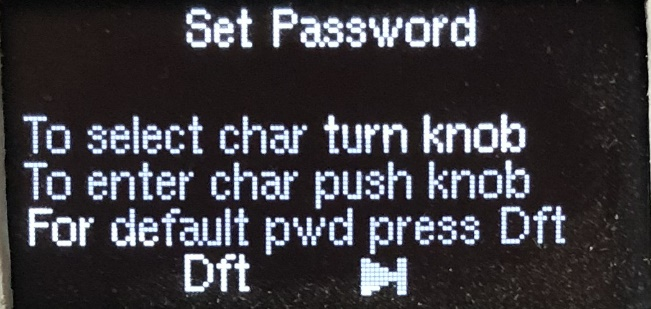 Set Password
To select char turn knob
To enter char push knob
For default pwd press Dft
Dft